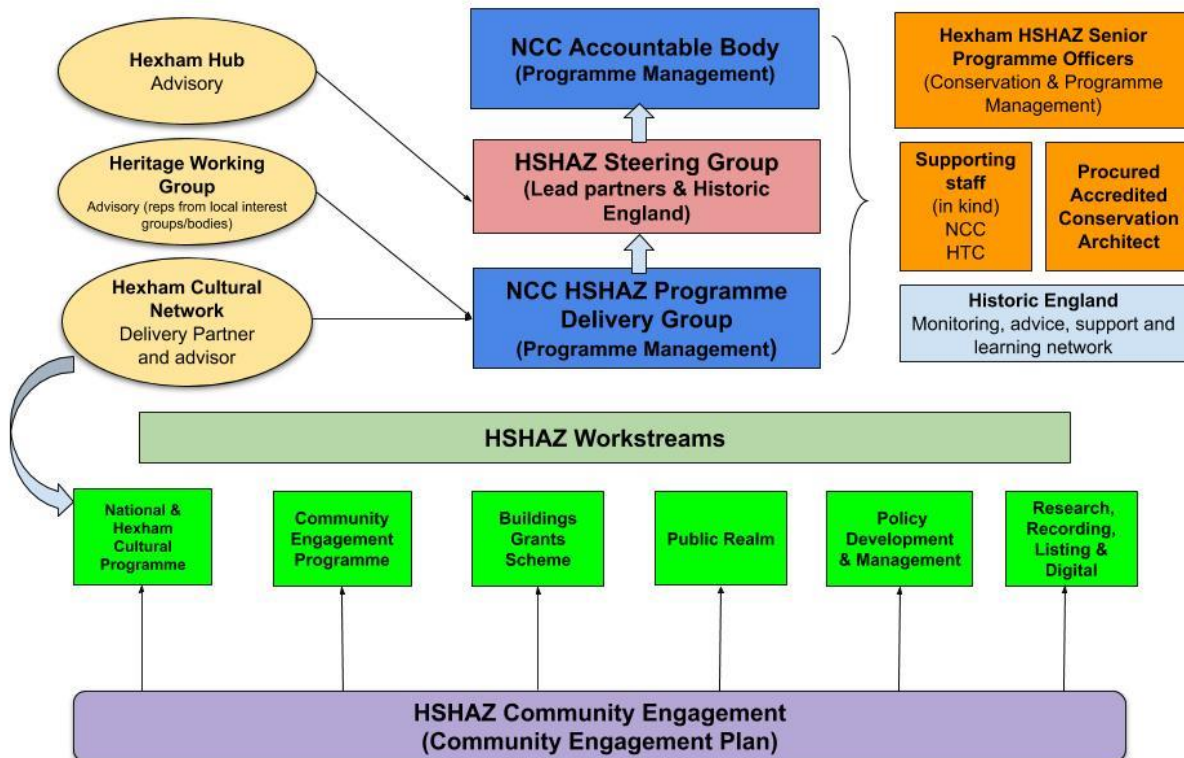 Hexham Hub
Advisory
Heritage Working
Group
Advisory (reps from local interest
groups/bodies)
Hexham Cultural
Network
Delivery Partner
and advisor
NCC Accountable Body
(Programme Management)
HSHAZ Steering Group
(Lead partners & Historic
England)
NCC HSHAZ Programme
Delivery Group
(Programme Management)
Hexham HSHAZ Senior
Programme Officers
(Conservation & Programme
Management)
Supporting
staff
(in kind)
NCC
HTC
Procured
Accredited
Conservation
Architect
Historic England
Monitoring, advice, support and
learning network
HSHAZ Workstreams
National &
Hexham
Cultural
Programme
Community
Engagement
Programme
Buildings
Grants
Scheme
Public Realm
Policy
Development
& Management
Research,
Recording,
Listing &
Digital
HSHAZ Community Engagement
(Community Engagement Plan)